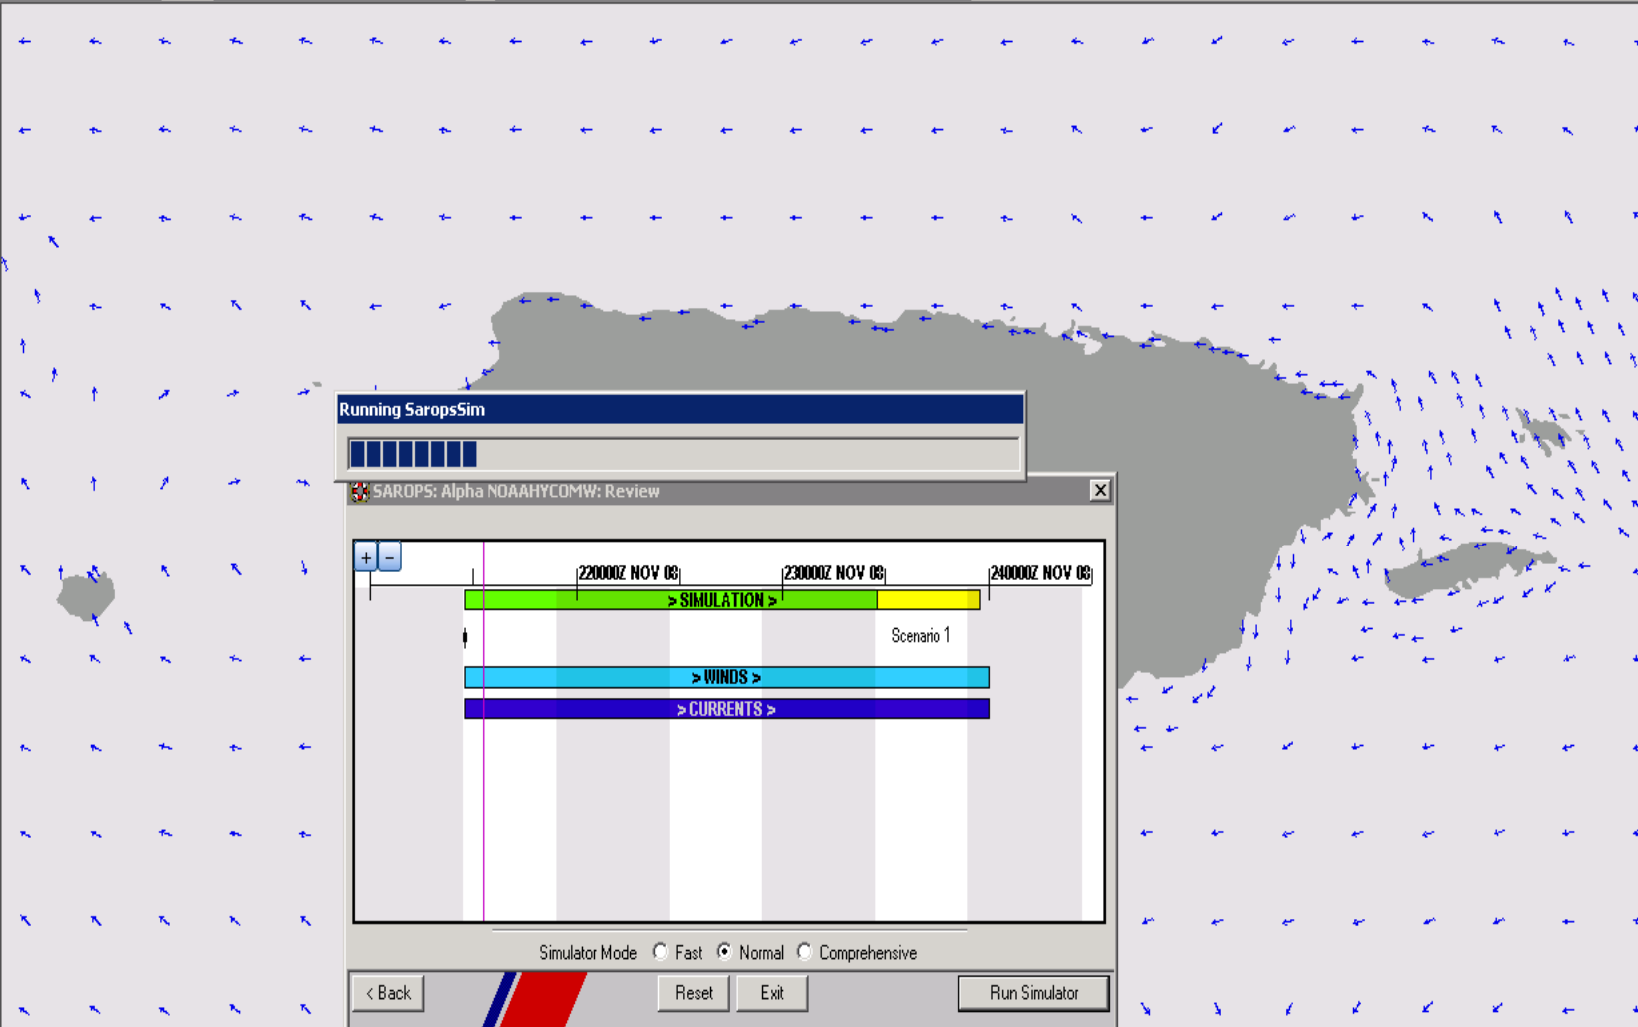 Running SaropsSim
SAROPS: Alpha NOAAHYCOMW: Review
+ -
220000Z NOV 08 230000Z NOV 08 240000Z NOV 08
> SIMULATION >
Scenario 1
> WINDS >
> CURRENTS >
Simulator Mode Fast Normal Comprehensive
< Back Reset Exit Run Simulator